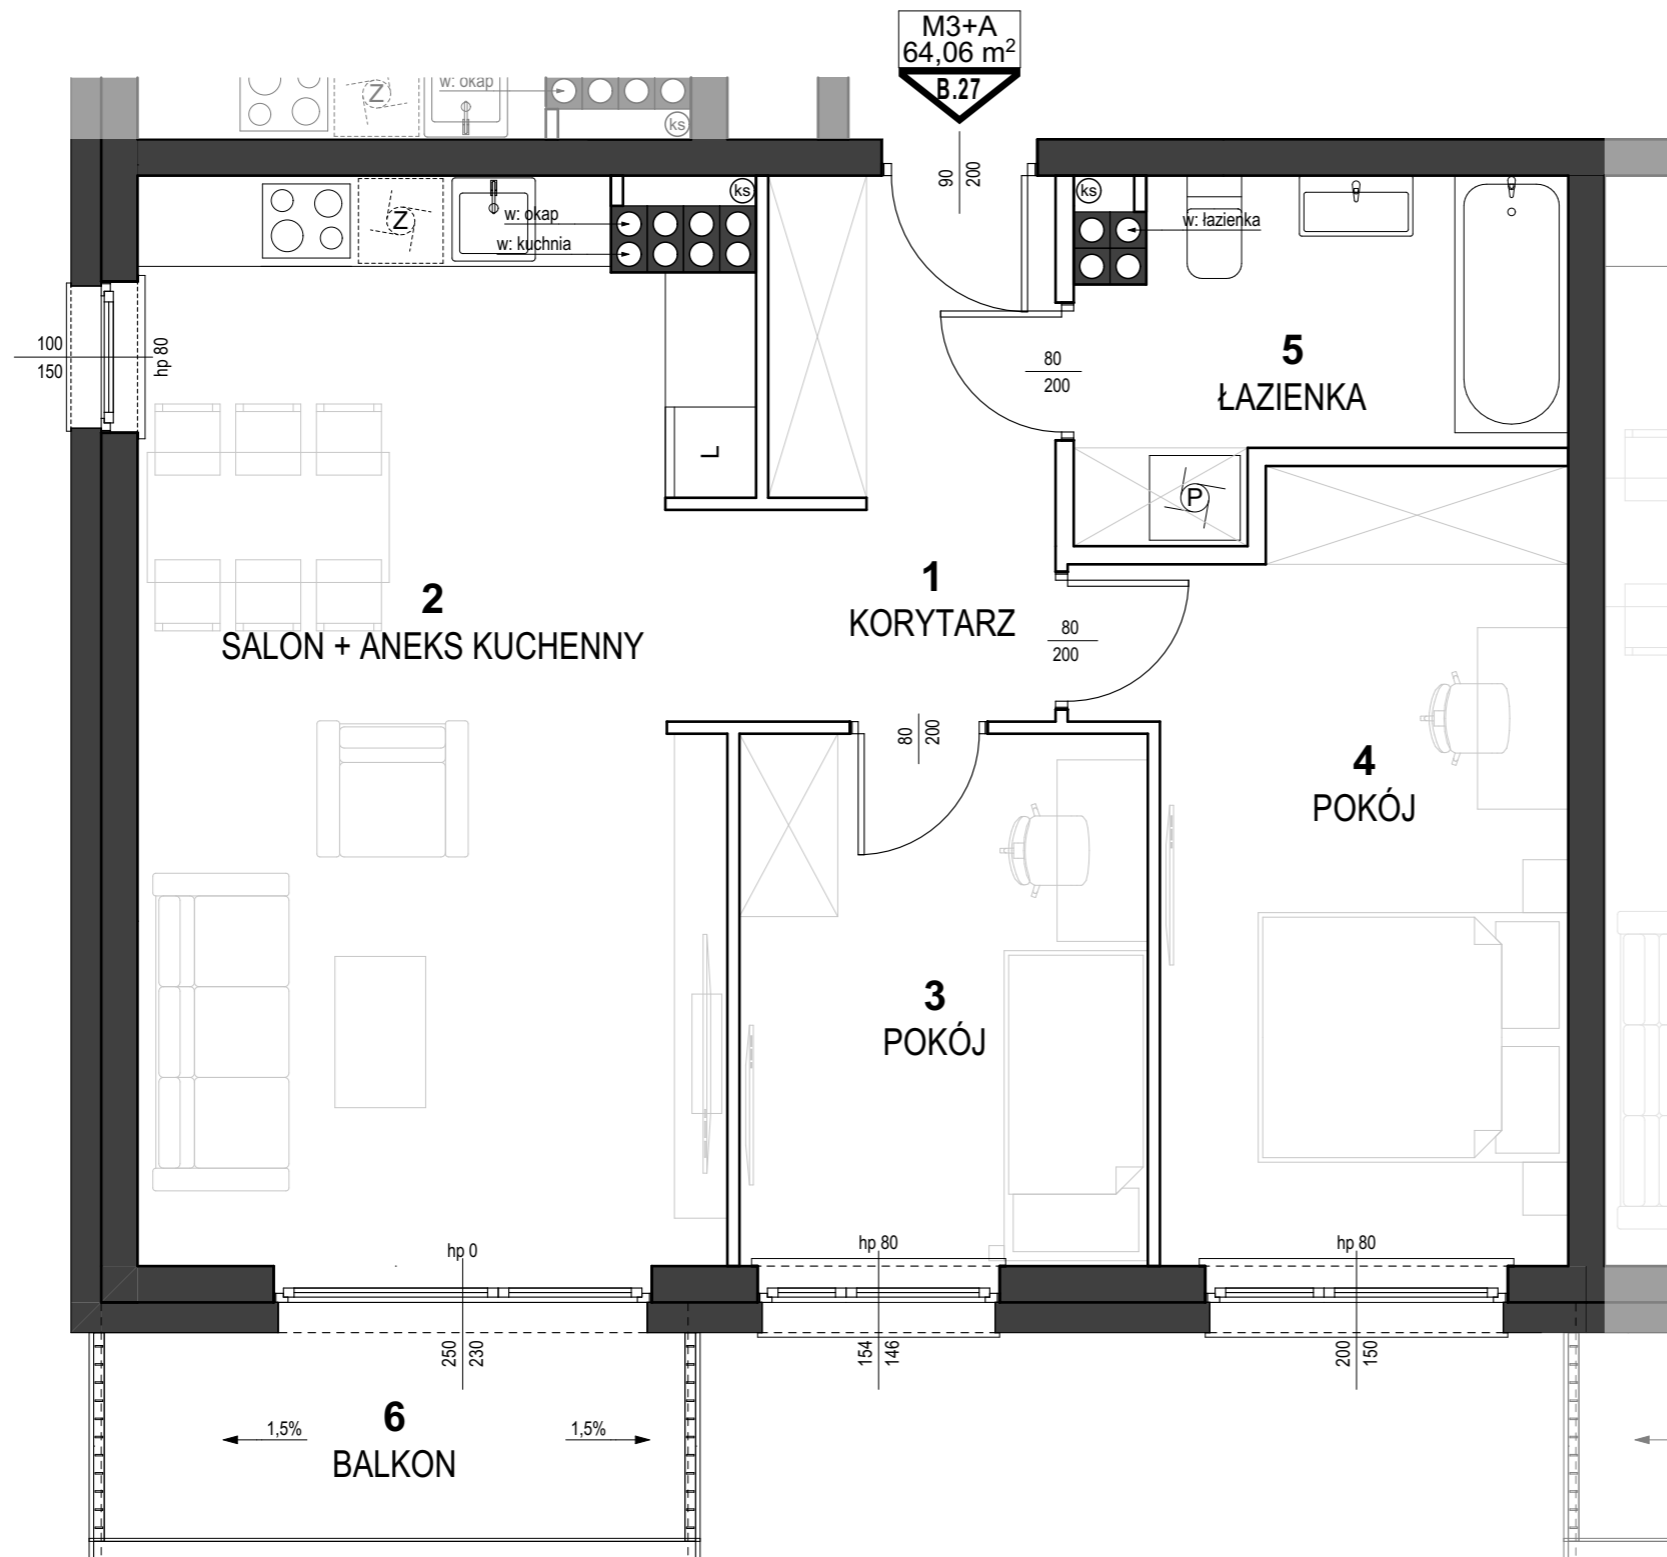 M3+A
64,06 m²
B.27
w: okap
Z
ks
90
200
ks
ks
Z
w: okap
w: kuchnia
w: łazienka
100
150
hp 80
80
200
5
ŁAZIENKA
L
P
1
KORYTARZ
2
SALON + ANEKS KUCHENNY
80
200
80
200
4
POKÓJ
3
POKÓJ
hp 0
hp 80
hp 80
250
230
154
146
200
150
6
BALKON
1,5%
1,5%